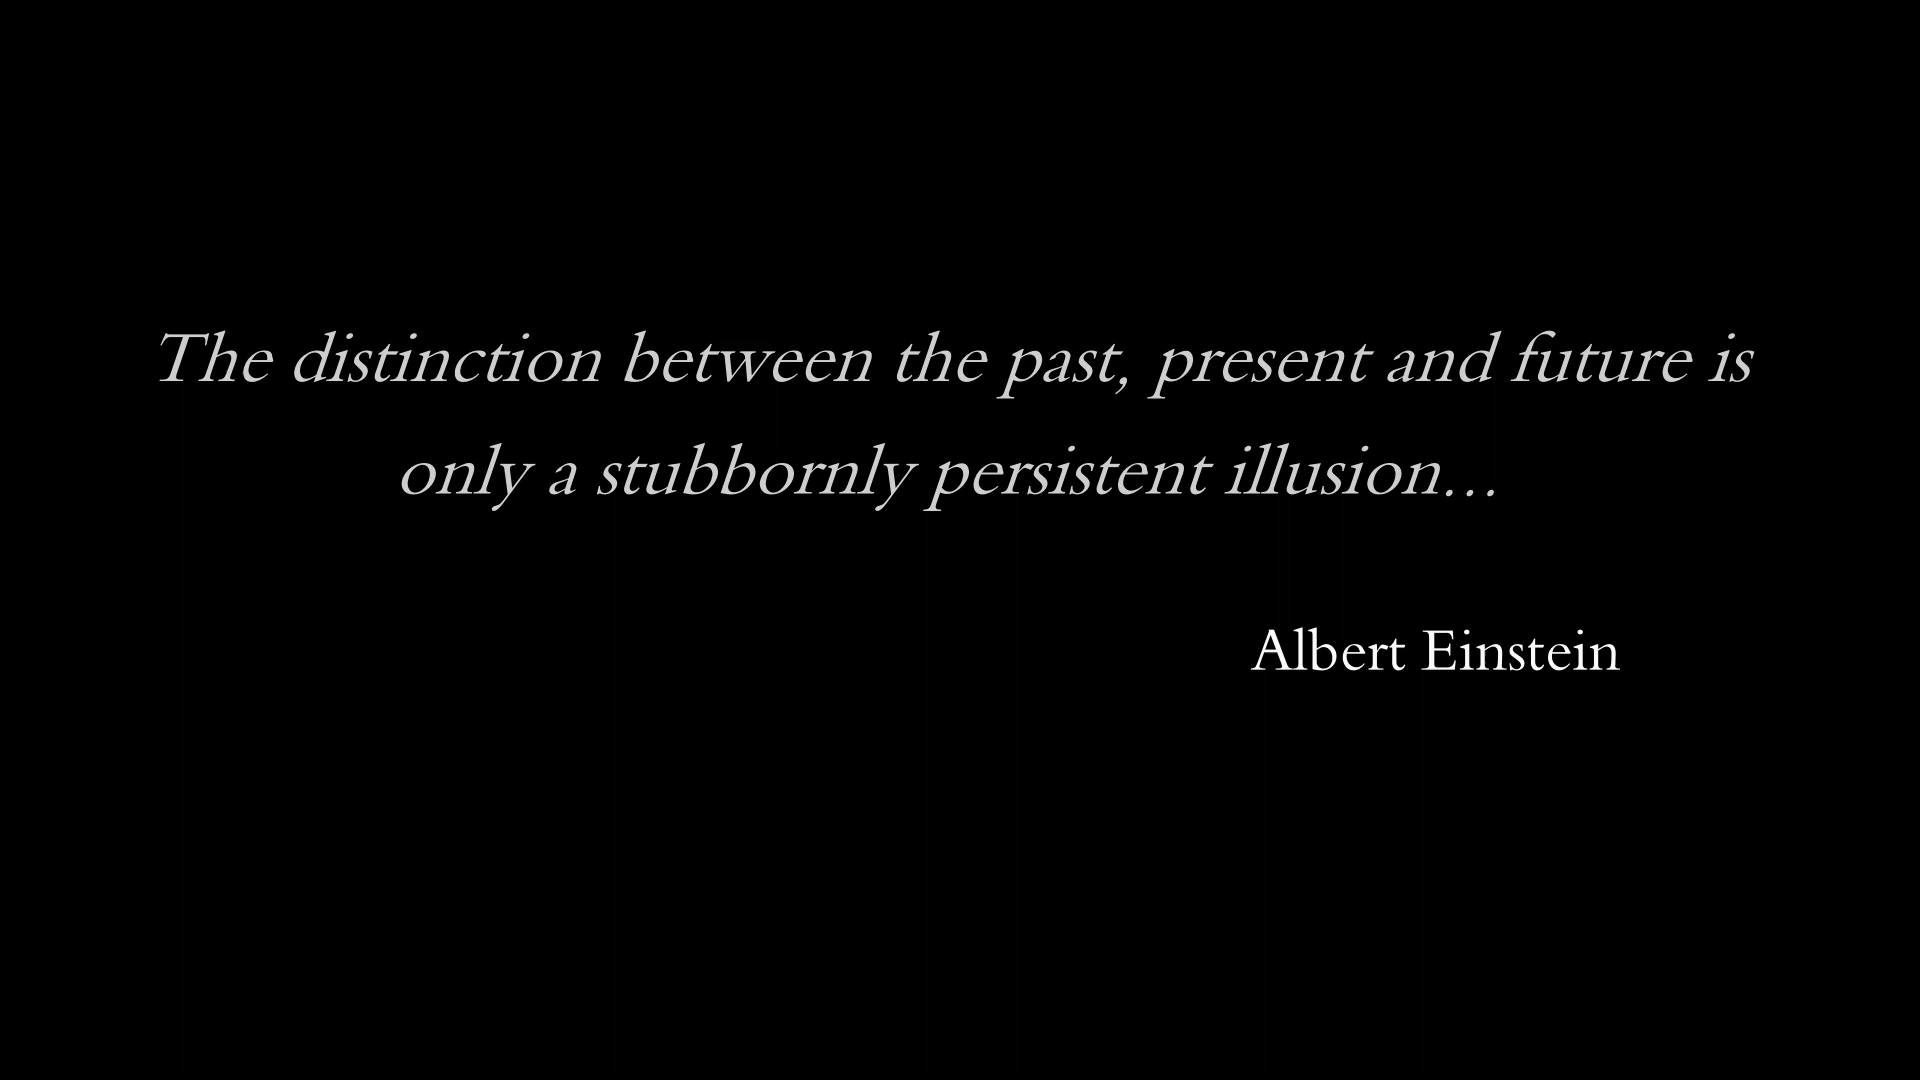 The distinction between the past, present and future is
only a stubbornly persistent illusion...
Albert Einstein